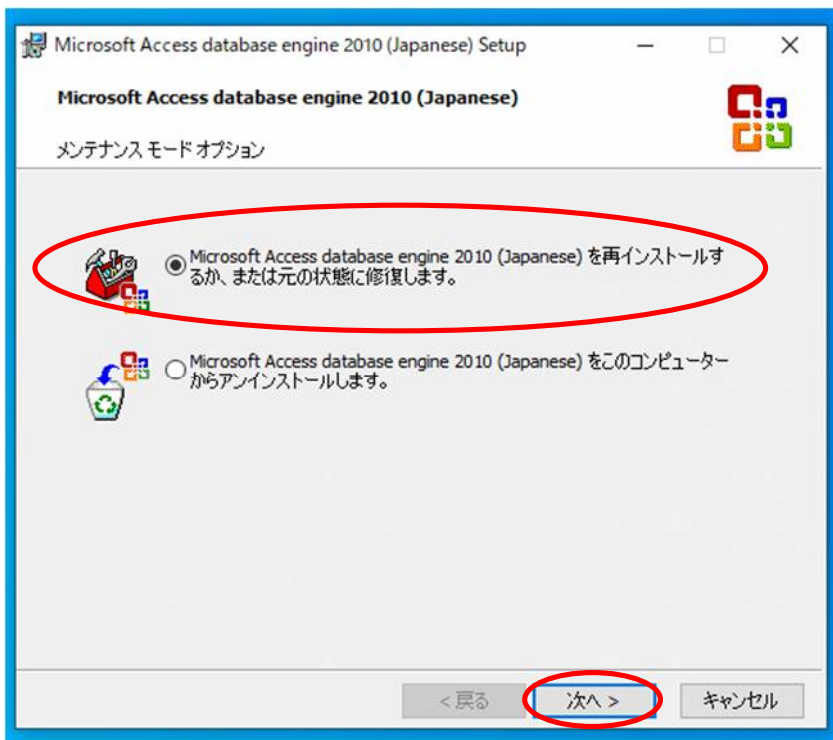 Microsoft Access database engine 2010 (Japanese) Setup
Microsoft Access database engine 2010 (Japanese)
メンテナンス モード オプション
Microsoft Access database engine 2010 (Japanese) を再インストールす
るか、または元の状態に修復します。
Microsoft Access database engine 2010 (Japanese) をこのコンピューター
からアンインストールします。
< 戻る
次へ >
キャンセル